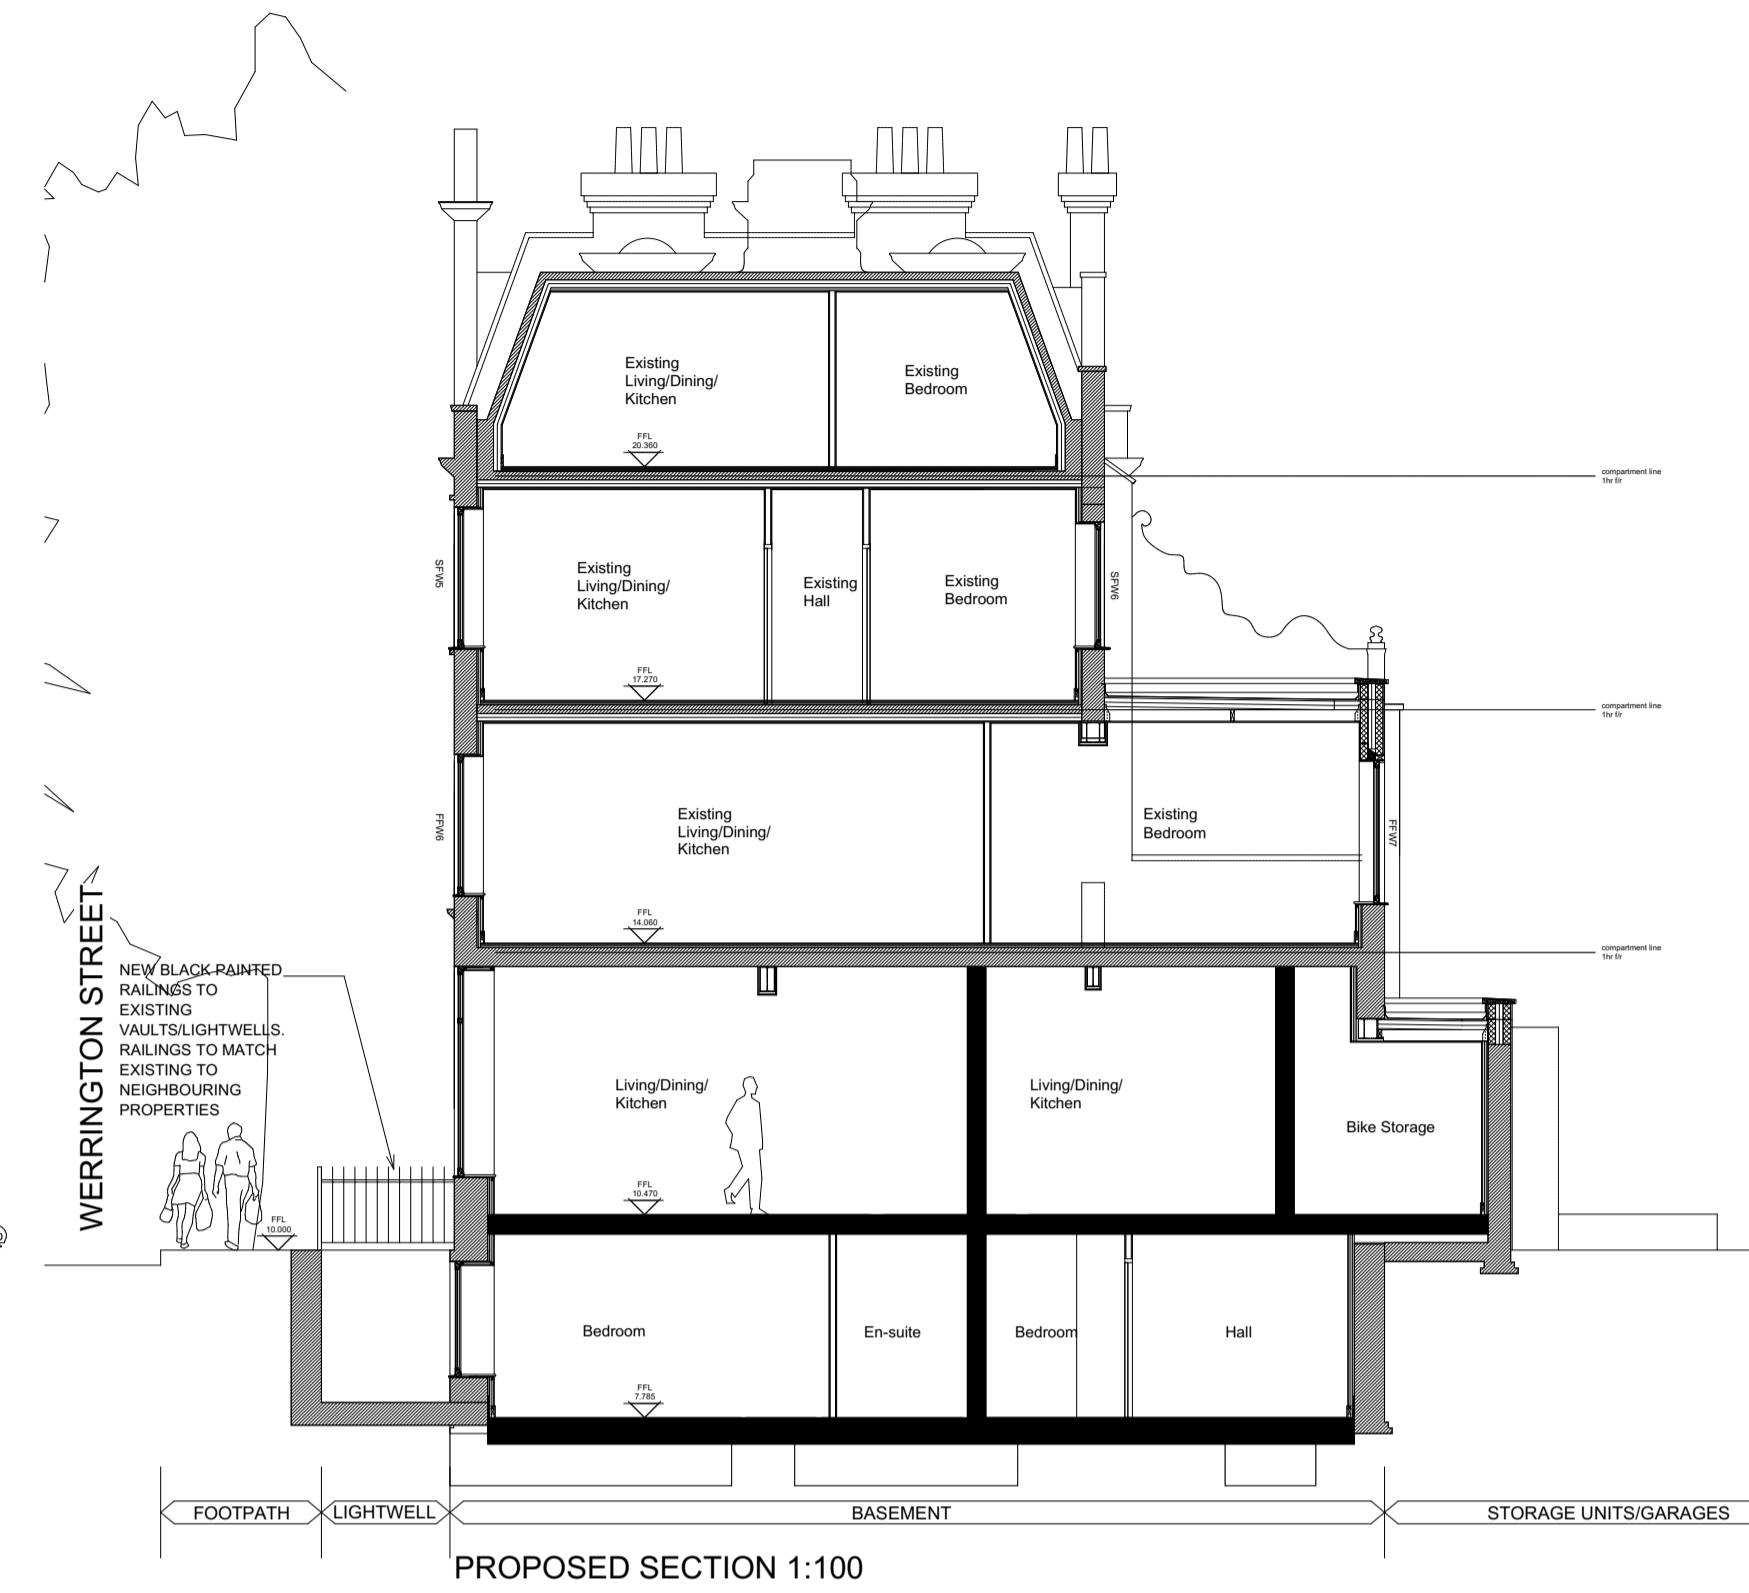 Existing
Living/Dining/
Kitchen
Existing
Bedroom
FFL
20.360
compartment line
1hr f/r
SFW5
Existing
Living/Dining/
Kitchen
Existing
Hall
Existing
Bedroom
SFW6
FFL
17.270
compartment line
1hr f/r
FFW6
Existing
Living/Dining/
Kitchen
Existing
Bedroom
FFW7
FFL
14.060
compartment line
1hr f/r
WERRINGTON STREET
NEW BLACK PAINTED
RAILINGS TO
EXISTING
VAULTS/LIGHTWELLS.
RAILINGS TO MATCH
EXISTING TO
NEIGHBOURING
PROPERTIES
Living/Dining/
Kitchen
Living/Dining/
Kitchen
Bike Storage
FFL
10.470
FFL
10.000
Bedroom
En-suite
Bedroom
Hall
FFL
7.785
FOOTPATH
LIGHTWELL
BASEMENT
STORAGE UNITS/GARAGES
PROPOSED SECTION 1:100